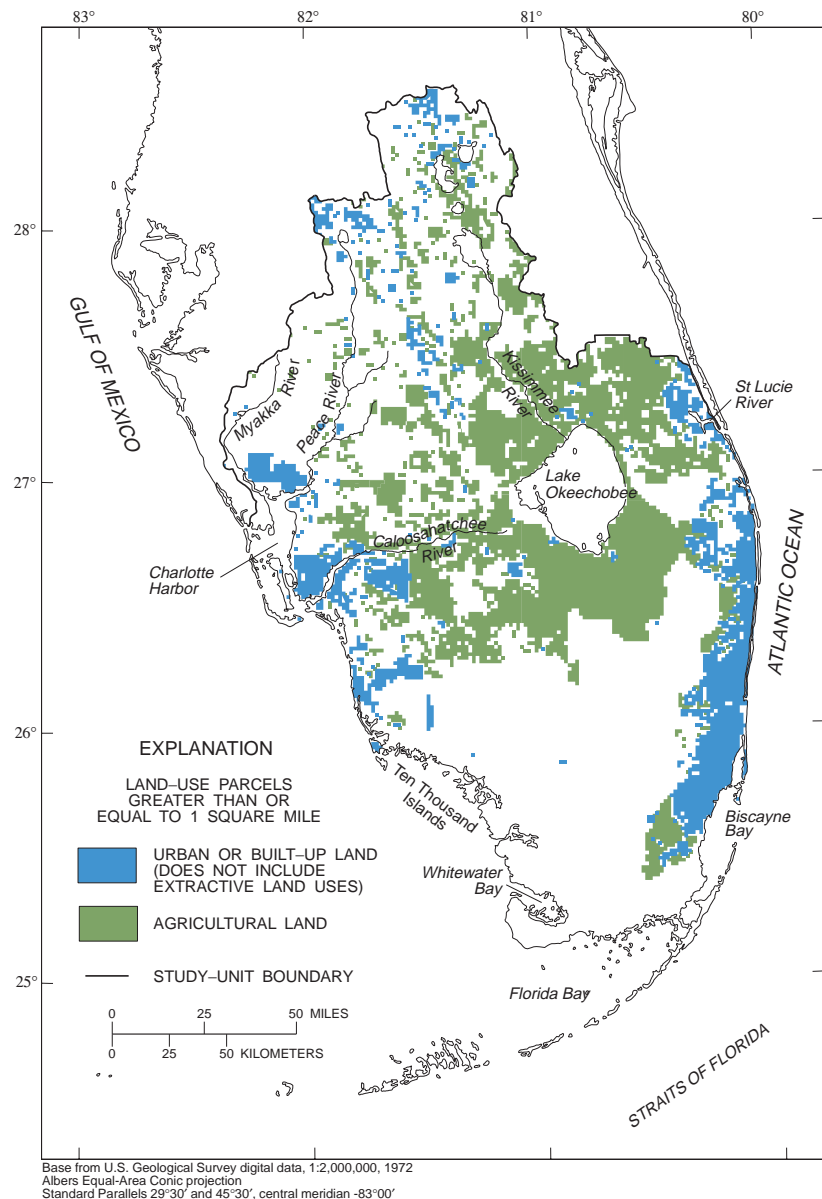 83°
82°
81°
80°
28°
27°
26°
25°
GULF OF MEXICO
Myakka River
Peace River
Kissimmee
River
St Lucie
River
Lake
Okeechobee
Caloosahatchee
River
Charlotte
Harbor
ATLANTIC OCEAN
Ten Thousand
Islands
Biscayne
Bay
Whitewater
Bay
Florida Bay
STRAITS OF FLORIDA
EXPLANATION
LAND–USE PARCELS
GREATER THAN OR
EQUAL TO 1 SQUARE MILE
URBAN OR BUILT–UP LAND
(DOES NOT INCLUDE
EXTRACTIVE LAND USES)
AGRICULTURAL LAND
STUDY–UNIT BOUNDARY
0 25 50 MILES
0 25 50 KILOMETERS
Base from U.S. Geological Survey digital data, 1:2,000,000, 1972
Albers Equal-Area Conic projection
Standard Parallels 29°30′ and 45°30′, central meridian -83°00′